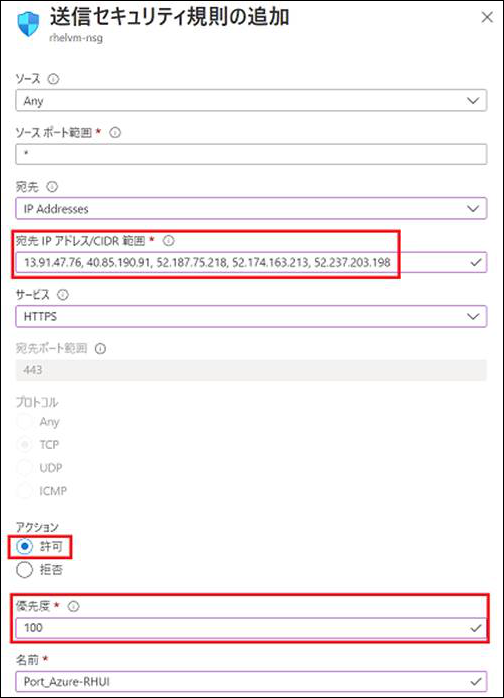 送信セキュリティ規則の追加
rhelvm-nsg
ソース
Any
ソース ポート範囲 *
*
宛先
IP Addresses
宛先 IP アドレス/CIDR 範囲 *
13.91.47.76, 40.85.190.91, 52.187.75.218, 52.174.163.213, 52.237.203.198
サービス
HTTPS
宛先ポート範囲
443
プロトコル
Any
TCP
UDP
ICMP
アクション
許可
拒否
優先度 *
100
名前 *
Port_Azure-RHUI